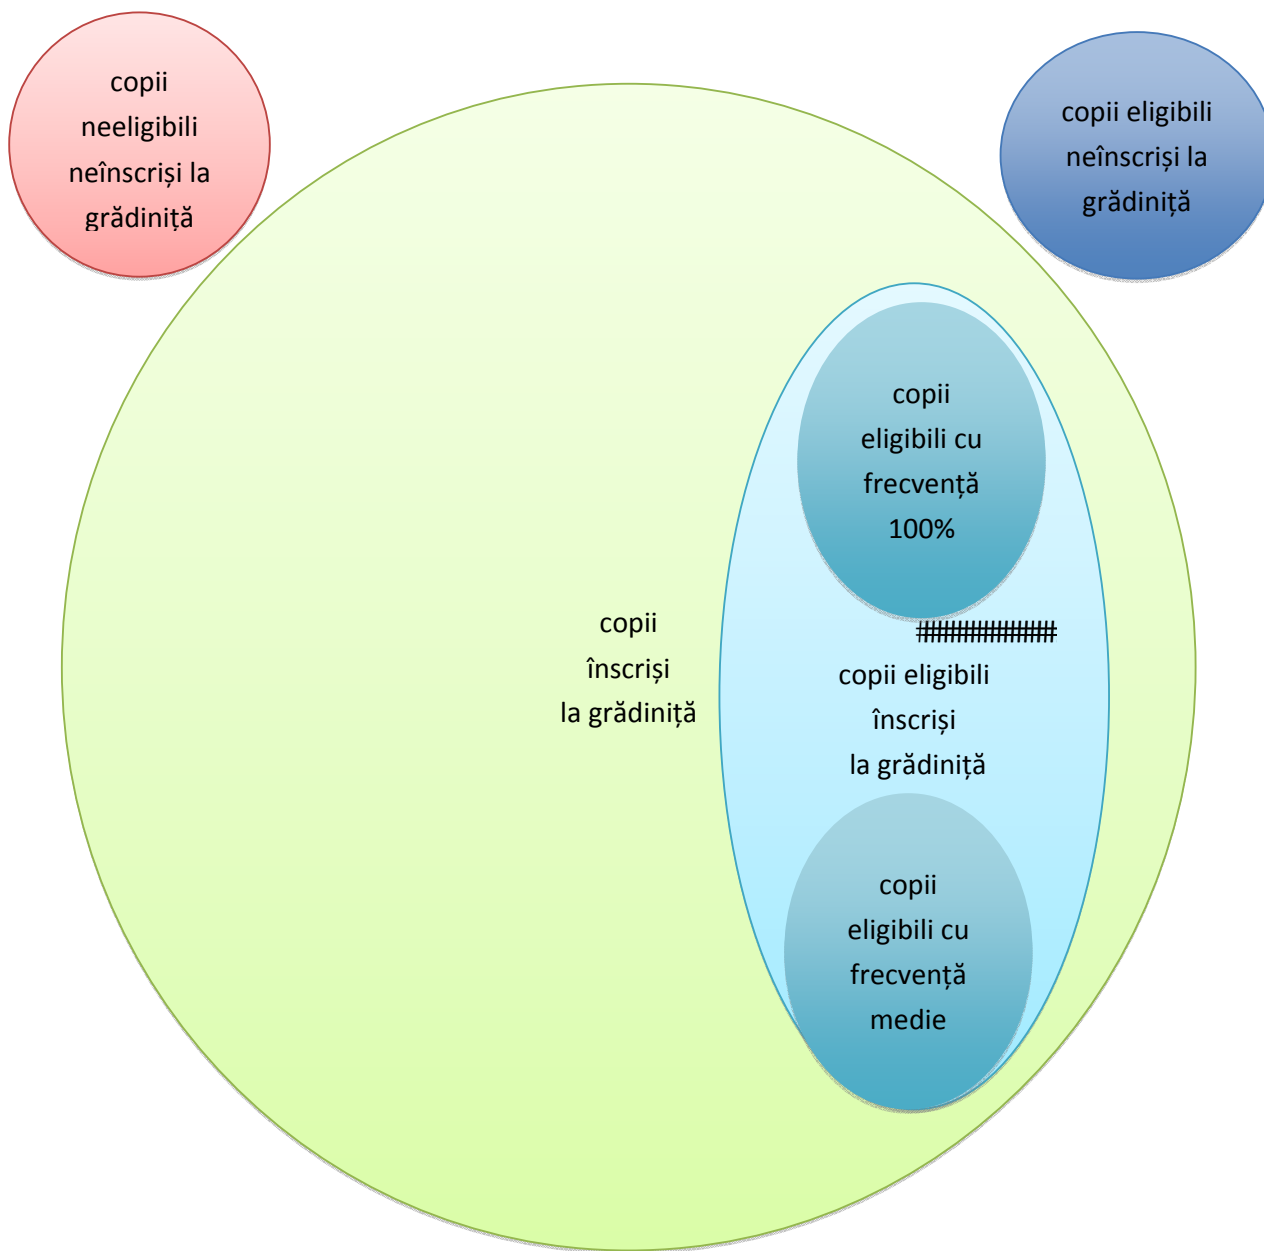 copii
neeligibili
neînscriși la
grădiniță
copii eligibili
neînscriși la
grădiniță
copii
eligibili cu
frecvență
100%
copii
înscriși
la grădiniță
copii eligibili
înscriși
la grădiniță
copii
eligibili cu
frecvență
medie